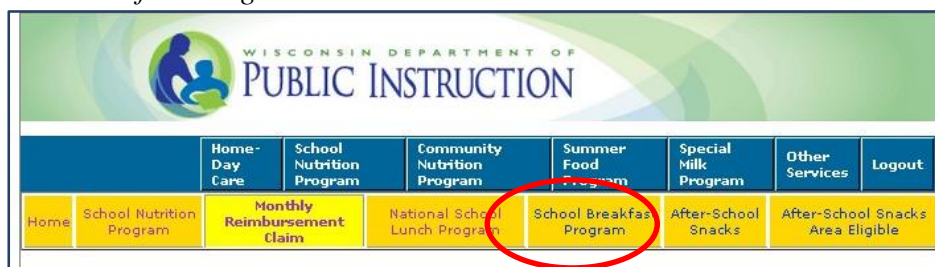 WISCONSIN DEPARTMENT OF
PUBLIC INSTRUCTION
Home-
Day
Care
School
Nutrition
Program
Community
Nutrition
Program
Summer
Food
Program
Special
Milk
Program
Other
Services
Logout
Home
School Nutrition
Program
Monthly
Reimbursement
Claim
National School
Lunch Program
School Breakfast
Program
After-School
Snacks
After-School Snacks
Area Eligible